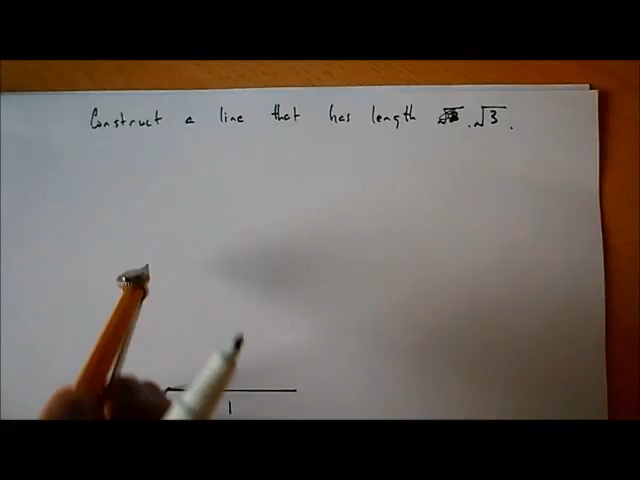 Construct a line that has length . √3 .
1